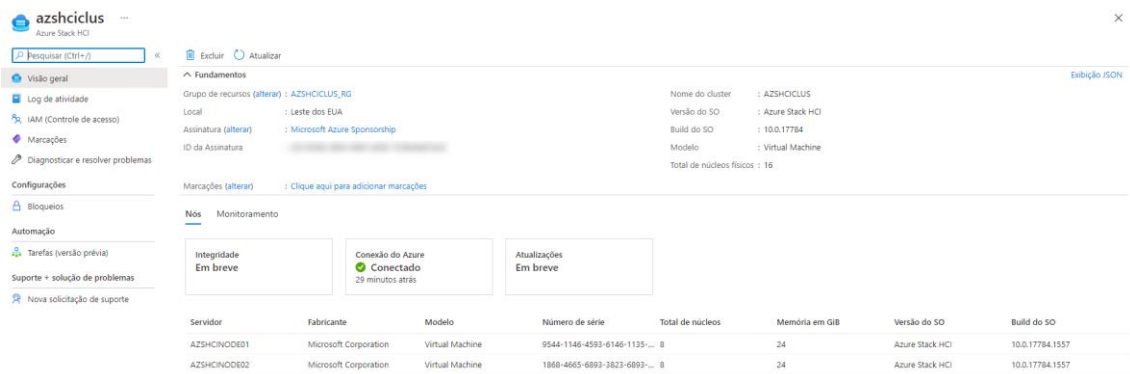 azshciclus ...
Azure Stack HCI
Pesquisar (Ctrl+/)
«
Visão geral
Log de atividade
IAM (Controle de acesso)
Marcações
Diagnosticar e resolver problemas
Configurações
Bloqueios
Automação
Tarefas (versão prévia)
Suporte + solução de problemas
Nova solicitação de suporte
Excluir Atualizar
Fundamentos
Exibição JSON
Grupo de recursos (alterar) : AZSHCICLUS_RG
Local : Leste dos EUA
Assinatura (alterar) : Microsoft Azure Sponsorship
ID da Assinatura :
Nome do cluster : AZSHCICLUS
Versão do SO : Azure Stack HCI
Build do SO : 10.0.17784
Modelo : Virtual Machine
Total de núcleos físicos : 16
Marcações (alterar) : Clique aqui para adicionar marcações
Nós Monitoramento
Integridade
Em breve
Conexão do Azure
Conectado
29 minutos atrás
Atualizações
Em breve
Servidor Fabricante Modelo Número de série Total de núcleos Memória em GiB Versão do SO Build do SO
AZSHCINODE01 Microsoft Corporation Virtual Machine 9544-1146-4593-6146-1135-... 8 24 Azure Stack HCI 10.0.17784.1557
AZSHCINODE02 Microsoft Corporation Virtual Machine 1868-4665-6893-3823-6893-... 8 24 Azure Stack HCI 10.0.17784.1557